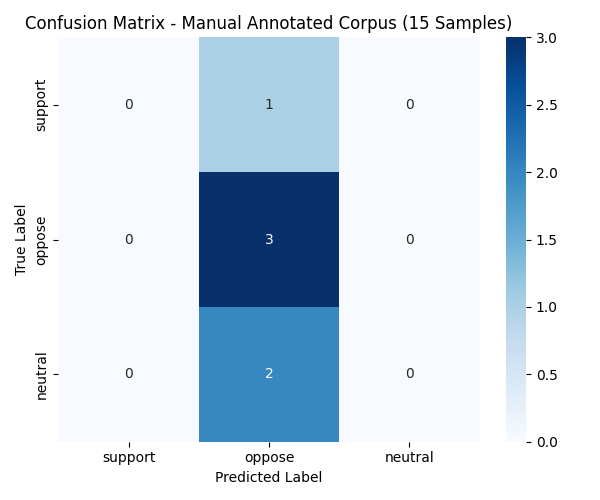 Confusion Matrix - Manual Annotated Corpus (15 Samples)
True Label
support
0 1 0
oppose
0 3 0
neutral
0 2 0
support oppose neutral
Predicted Label
3.0
2.5
2.0
1.5
1.0
0.5
0.0